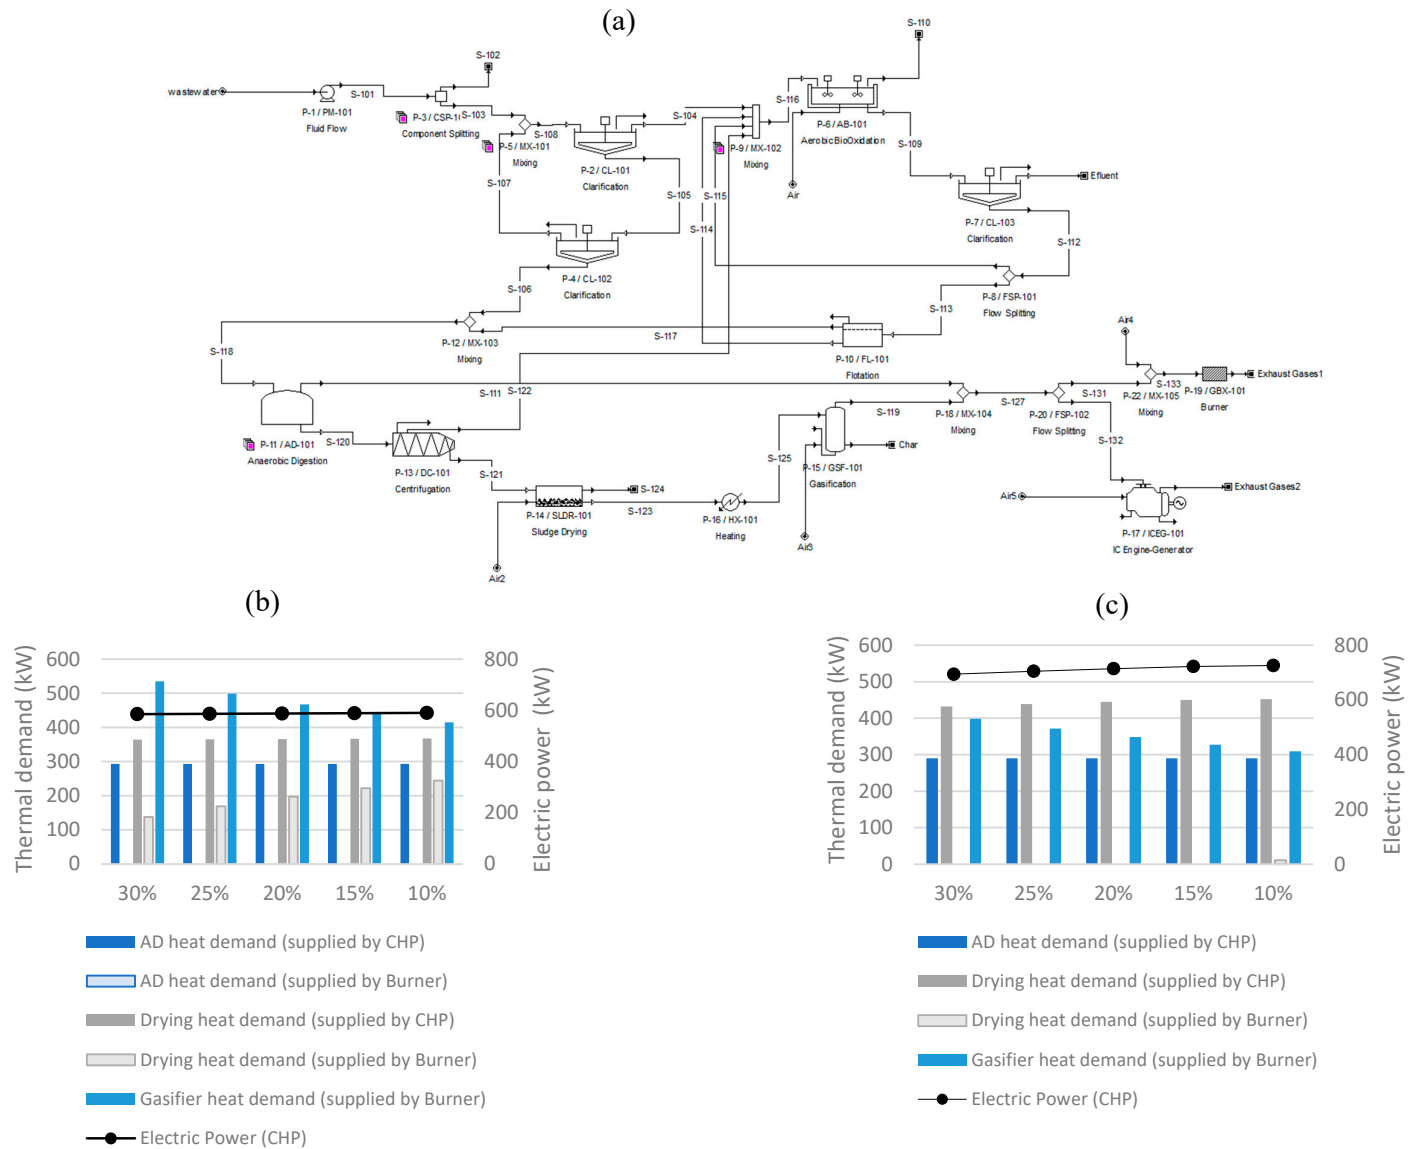 (a)
S-110
S-102
wastewater
S-101
P-1 / PM-101
Fluid Flow
P-3 / CSP-1
S-103
Component Splitting
S-108
P-5 / MX-101
Mixing
S-104
P-2 / CL-101
Clarification
S-116
P-9 / MX-102
Mixing
P-6 / AB-101
AerobicBioOxidation
S-109
S-107
S-105
S-115
S-114
Air
Efluent
P-7 / CL-103
Clarification
S-112
P-4 / CL-102
Clarification
S-106
P-8 / FSP-101
Flow Splitting
S-113
P-12 / MX-103
Mixing
S-117
P-10 / FL-101
Flotation
Air4
S-118
S-111
S-122
S-119
P-18 / MX-104
Mixing
S-127
P-20 / FSP-102
Flow Splitting
S-131
P-22 / MX-105
Mixing
S-133
P-19 / GBX-101
Burner
Exhaust Gases1
S-132
P-11 / AD-101
Anaerobic Digestion
S-120
P-13 / DC-101
Centrifugation
S-121
S-125
P-15 / GSF-101
Gasification
Char
P-14 / SLDR-101
Sludge Drying
S-124
S-123
P-16 / HX-101
Heating
Air3
Air2
Air5
Exhaust Gases2
P-17 / ICEG-101
IC Engine-Generator
(b)
Thermal demand (kW)
600
500
400
300
200
100
0
800
600
400
200
0
Electric power (kW)
30% 25% 20% 15% 10%
AD heat demand (supplied by CHP)
AD heat demand (supplied by Burner)
Drying heat demand (supplied by CHP)
Drying heat demand (supplied by Burner)
Gasifier heat demand (supplied by Burner)
Electric Power (CHP)
(c)
Thermal demand (kW)
600
500
400
300
200
100
0
800
600
400
200
0
Electric power (kW)
30% 25% 20% 15% 10%
AD heat demand (supplied by CHP)
Drying heat demand (supplied by CHP)
Drying heat demand (supplied by Burner)
Gasifier heat demand (supplied by Burner)
Electric Power (CHP)